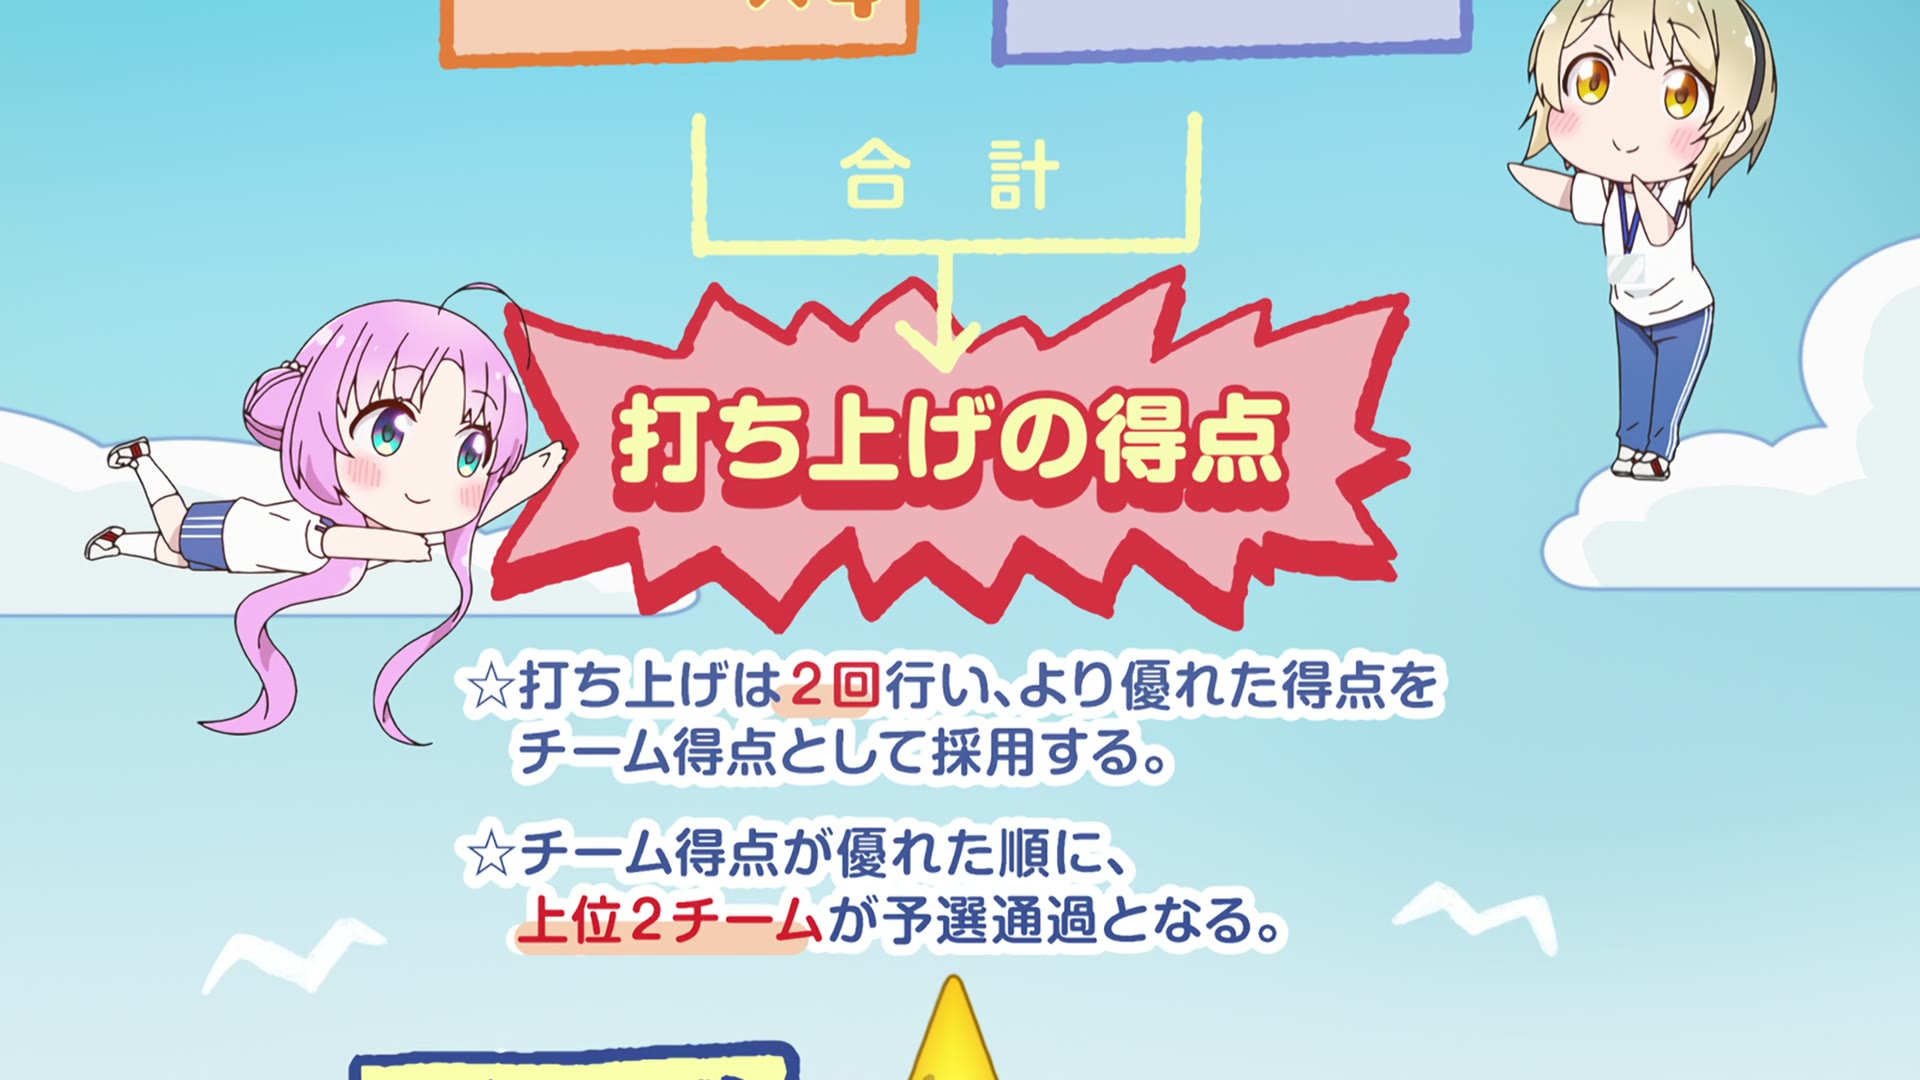 合計
打ち上げの得点
☆打ち上げは2回行い、より優れた得点を
チーム得点として採用する。
☆チーム得点が優れた順に、
上位2チームが予選通過となる。